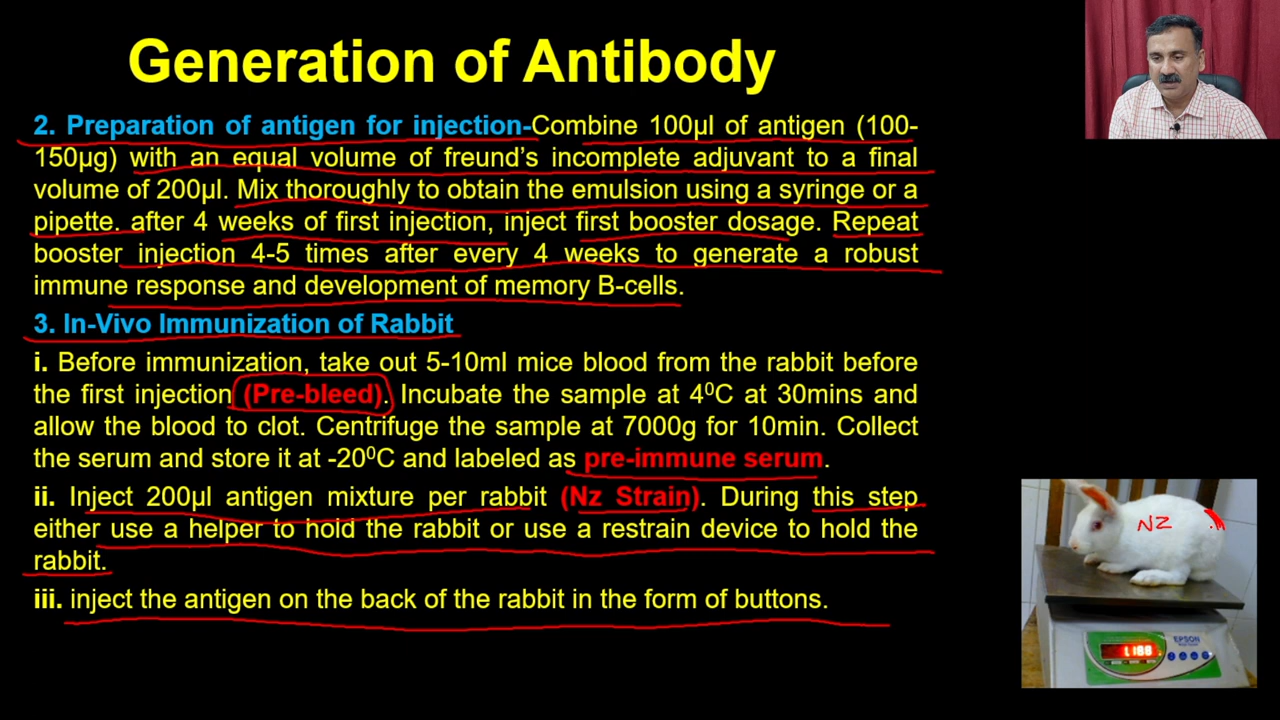 Generation of Antibody
2. Preparation of antigen for injection-Combine 100µl of antigen (100-
150µg) with an equal volume of freund's incomplete adjuvant to a final
volume of 200µl. Mix thoroughly to obtain the emulsion using a syringe or a
pipette. after 4 weeks of first injection, inject first booster dosage. Repeat
booster injection 4-5 times after every 4 weeks to generate a robust
immune response and development of memory B-cells.
3. In-Vivo Immunization of Rabbit
i. Before immunization, take out 5-10ml mice blood from the rabbit before
the first injection (Pre-bleed). Incubate the sample at 4⁰C at 30mins and
allow the blood to clot. Centrifuge the sample at 7000g for 10min. Collect
the serum and store it at -20⁰C and labeled as pre-immune serum.
ii. Inject 200µl antigen mixture per rabbit (Nz Strain). During this step
either use a helper to hold the rabbit or use a restrain device to hold the
rabbit.
iii. inject the antigen on the back of the rabbit in the form of buttons.
NZ
EPSON
1.188